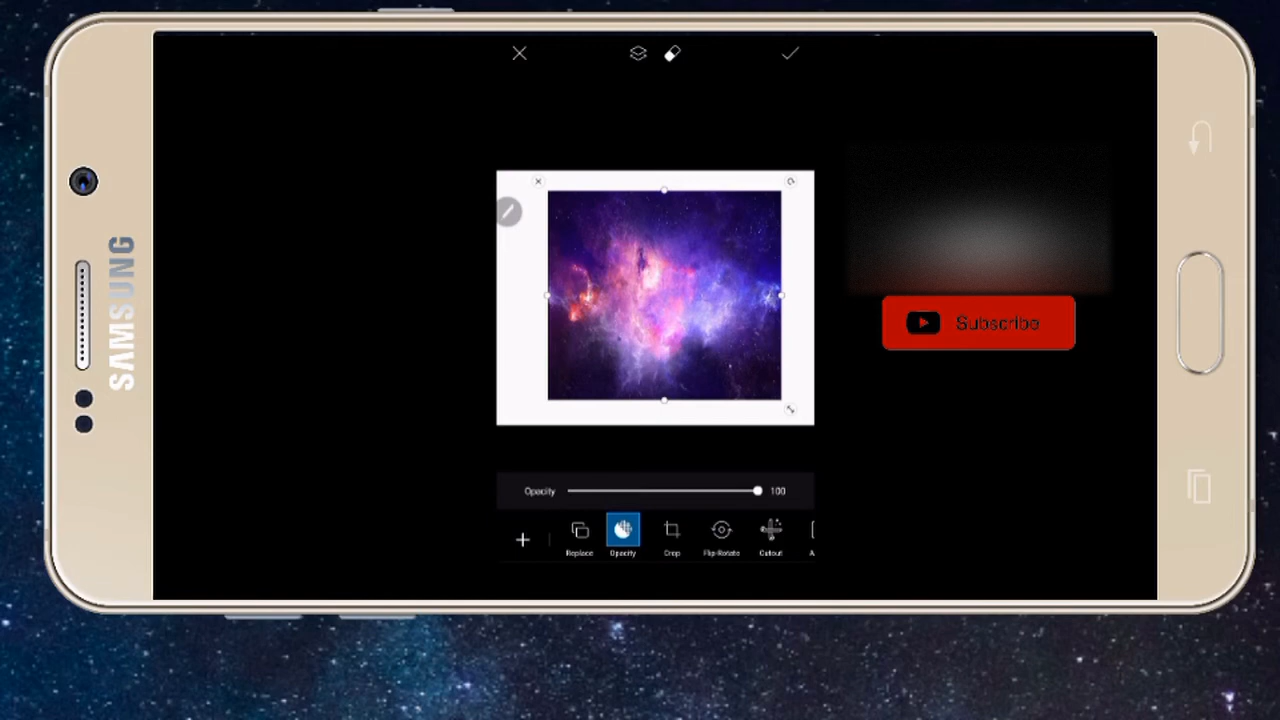 SAMSUNG
Subscribe
Opacity 100
Replace Opacity Crop Flip-Rotate Cutout A